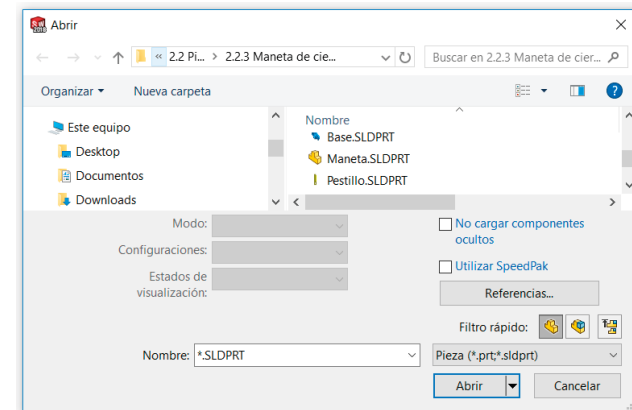 Abrir
« 2.2 Pi... > 2.2.3 Maneta de cie...
Buscar en 2.2.3 Maneta de cier...
Organizar
Nueva carpeta
Este equipo
Desktop
Documentos
Downloads
Nombre
Base.SLDPRT
Maneta.SLDPRT
Pestillo.SLDPRT
Modo:
Configuraciones:
Estados de
visualización:
No cargar componentes
ocultos
Utilizar SpeedPak
Referencias...
Filtro rápido:
Nombre: *.SLDPRT
Pieza (*.prt;*.sldprt)
Abrir
Cancelar